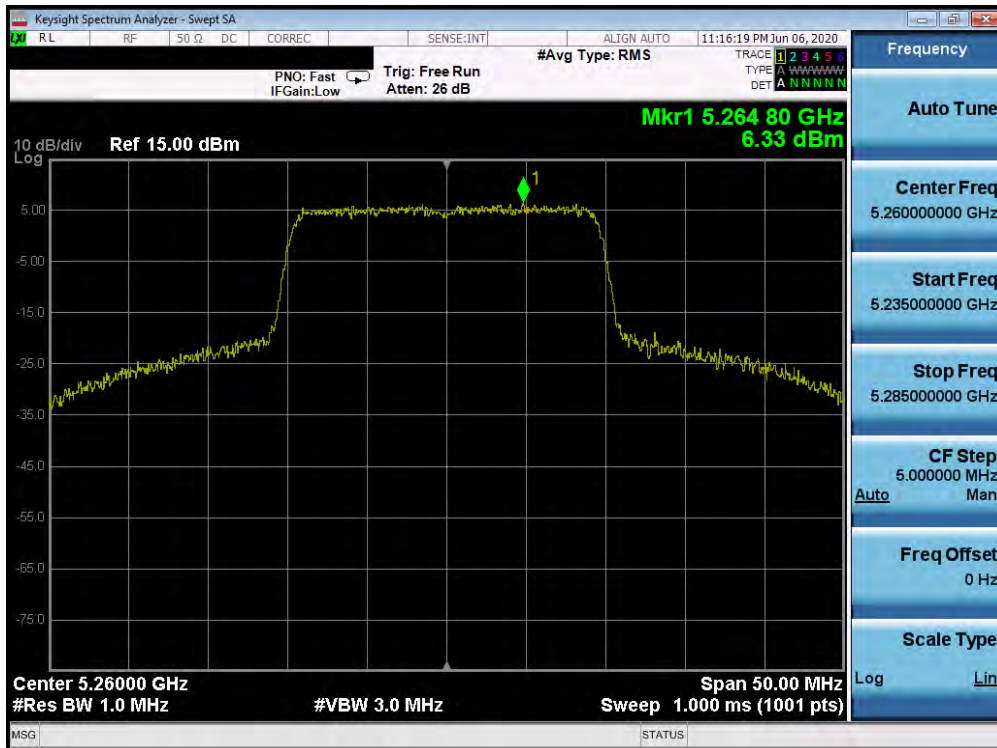 Keysight Spectrum Analyzer - Swept SA
LXI RL RF 50 Ω DC CORREC SENSE:INT ALIGN AUTO 11:16:19 PM Jun 06, 2020
#Avg Type: RMS
TRACE 1 2 3 4 5 6
PNO: Fast Trig: Free Run
TYPE A WWWWW
IFGain:Low Atten: 26 dB
DET A N N N N N
Mkr1 5.264 80 GHz
6.33 dBm
10 dB/div Ref 15.00 dBm
Log
1
5.00
-5.00
-15.0
-25.0
-35.0
-45.0
-55.0
-65.0
-75.0
Center 5.26000 GHz Span 50.00 MHz
#Res BW 1.0 MHz #VBW 3.0 MHz Sweep 1.000 ms (1001 pts)
MSG STATUS
Frequency
Auto Tune
Center Freq
5.260000000 GHz
Start Freq
5.235000000 GHz
Stop Freq
5.285000000 GHz
CF Step
5.000000 MHz
Auto Man
Freq Offset
0 Hz
Scale Type
Log Lin